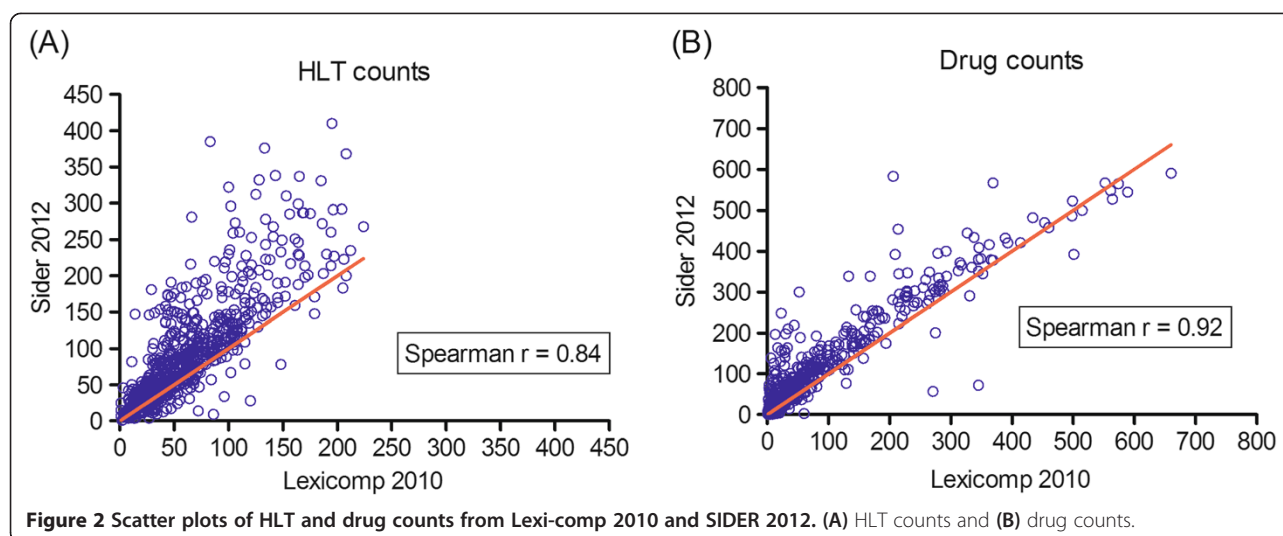 (A)
HLT counts
450
400
350
300
250
200
150
100
50
0
Sider 2012
Spearman r = 0.84
0 50 100 150 200 250 300 350 400 450
Lexicomp 2010
(B)
Drug counts
800
700
600
500
400
300
200
100
0
Sider 2012
Spearman r = 0.92
0 100 200 300 400 500 600 700 800
Lexicomp 2010
Figure 2 Scatter plots of HLT and drug counts from Lexi-comp 2010 and SIDER 2012. (A) HLT counts and (B) drug counts.